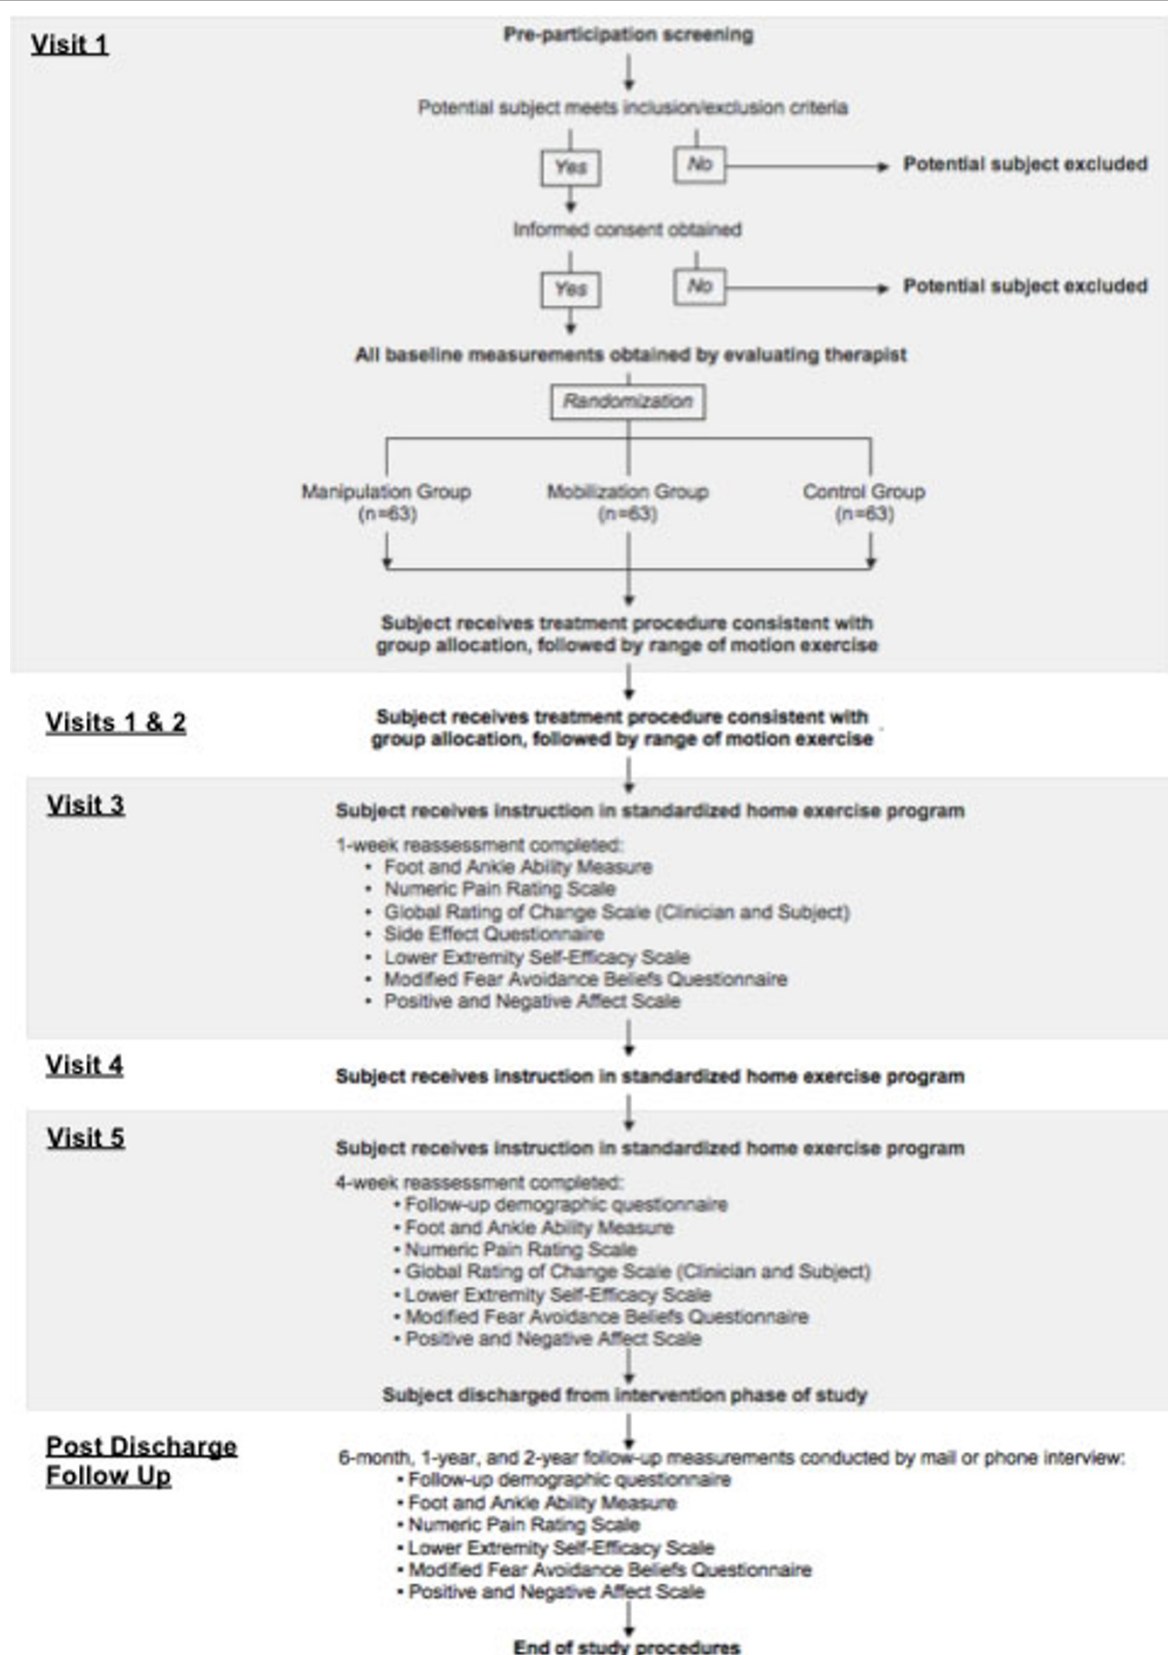 Visit 1
Pre-participation screening
Potential subject meets inclusion/exclusion criteria
Yes
No
Potential subject excluded
Informed consent obtained
Yes
No
Potential subject excluded
All baseline measurements obtained by evaluating therapist
Randomization
Manipulation Group
(n=63)
Mobilization Group
(n=63)
Control Group
(n=63)
Subject receives treatment procedure consistent with
group allocation, followed by range of motion exercise
Visits 1 & 2
Subject receives treatment procedure consistent with
group allocation, followed by range of motion exercise
Visit 3
Subject receives instruction in standardized home exercise program
1-week reassessment completed:
• Foot and Ankle Ability Measure
• Numeric Pain Rating Scale
• Global Rating of Change Scale (Clinician and Subject)
• Side Effect Questionnaire
• Lower Extremity Self-Efficacy Scale
• Modified Fear Avoidance Beliefs Questionnaire
• Positive and Negative Affect Scale
Visit 4
Subject receives instruction in standardized home exercise program
Visit 5
Subject receives instruction in standardized home exercise program
4-week reassessment completed:
• Follow-up demographic questionnaire
• Foot and Ankle Ability Measure
• Numeric Pain Rating Scale
• Global Rating of Change Scale (Clinician and Subject)
• Lower Extremity Self-Efficacy Scale
• Modified Fear Avoidance Beliefs Questionnaire
• Positive and Negative Affect Scale
Subject discharged from intervention phase of study
Post Discharge
Follow Up
6-month, 1-year, and 2-year follow-up measurements conducted by mail or phone interview:
• Follow-up demographic questionnaire
• Foot and Ankle Ability Measure
• Numeric Pain Rating Scale
• Lower Extremity Self-Efficacy Scale
• Modified Fear Avoidance Beliefs Questionnaire
• Positive and Negative Affect Scale
End of study procedures